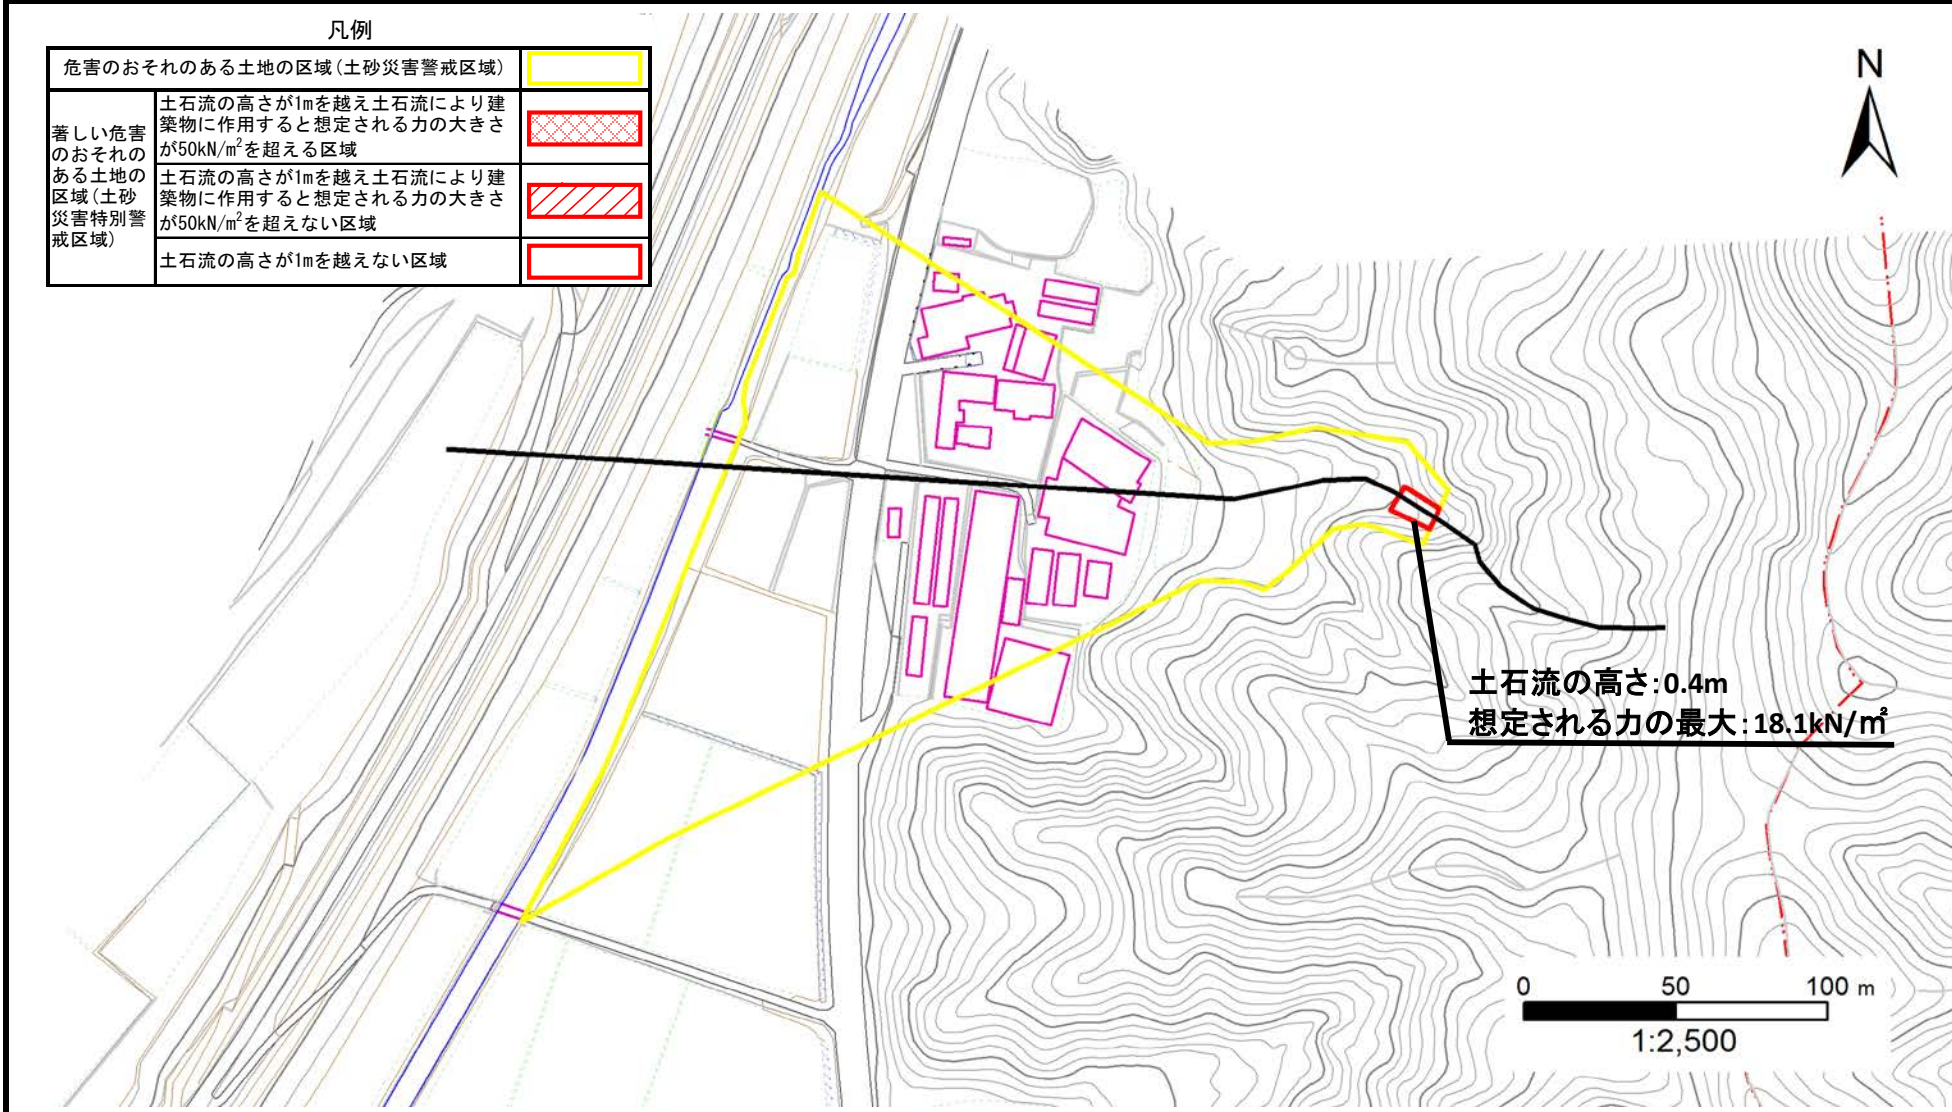 凡例
危害のおそれのある土地の区域(土砂災害警戒区域)
著しい危害
のおそれの
ある土地の
区域(土砂
災害特別警
戒区域)
土石流の高さが1mを越え土石流により建
築物に作用すると想定される力の大きさ
が50kN/m²を超える区域
土石流の高さが1mを越え土石流により建
築物に作用すると想定される力の大きさ
が50kN/m²を超えない区域
土石流の高さが1mを越えない区域
N
土石流の高さ:0.4m
想定される力の最大:18.1kN/㎡
0 50 100 m
1:2,500